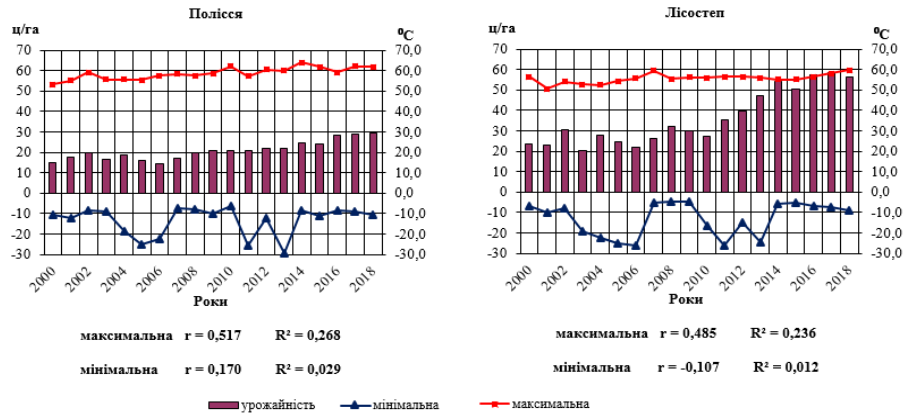 Полісся
ц/га
⁰С
70
60
50
40
30
20
10
0
-10
-20
-30
70,0
60,0
50,0
40,0
30,0
20,0
10,0
0,0
-10,0
-20,0
-30,0
2000 2002 2004 2006 2008 2010 2012 2014 2016 2018
Роки
максимальна r = 0,517 R² = 0,268
мінімальна r = 0,170 R² = 0,029
Лісостеп
ц/га
⁰С
70
60
50
40
30
20
10
0
-10
-20
-30
70,0
60,0
50,0
40,0
30,0
20,0
10,0
0,0
-10,0
-20,0
-30,0
2000 2002 2004 2006 2008 2010 2012 2014 2016 2018
Роки
максимальна r = 0,485 R² = 0,236
мінімальна r = -0,107 R² = 0,012
урожайність мінімальна максимальна